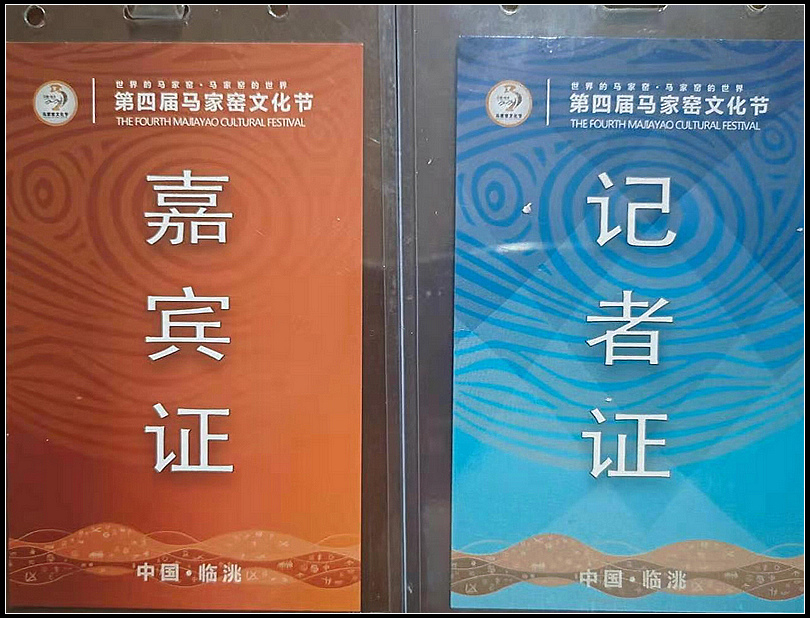 世界的马家窑·马家窑的世界
第四届马家窑文化节
THE FOURTH MAJIAYAO CULTURAL FESTIVAL
嘉
宾
证
中国·临洮
世界的马家窑·马家窑的世界
第四届马家窑文化节
THE FOURTH MAJIAYAO CULTURAL FESTIVAL
记
者
证
中国·临洮